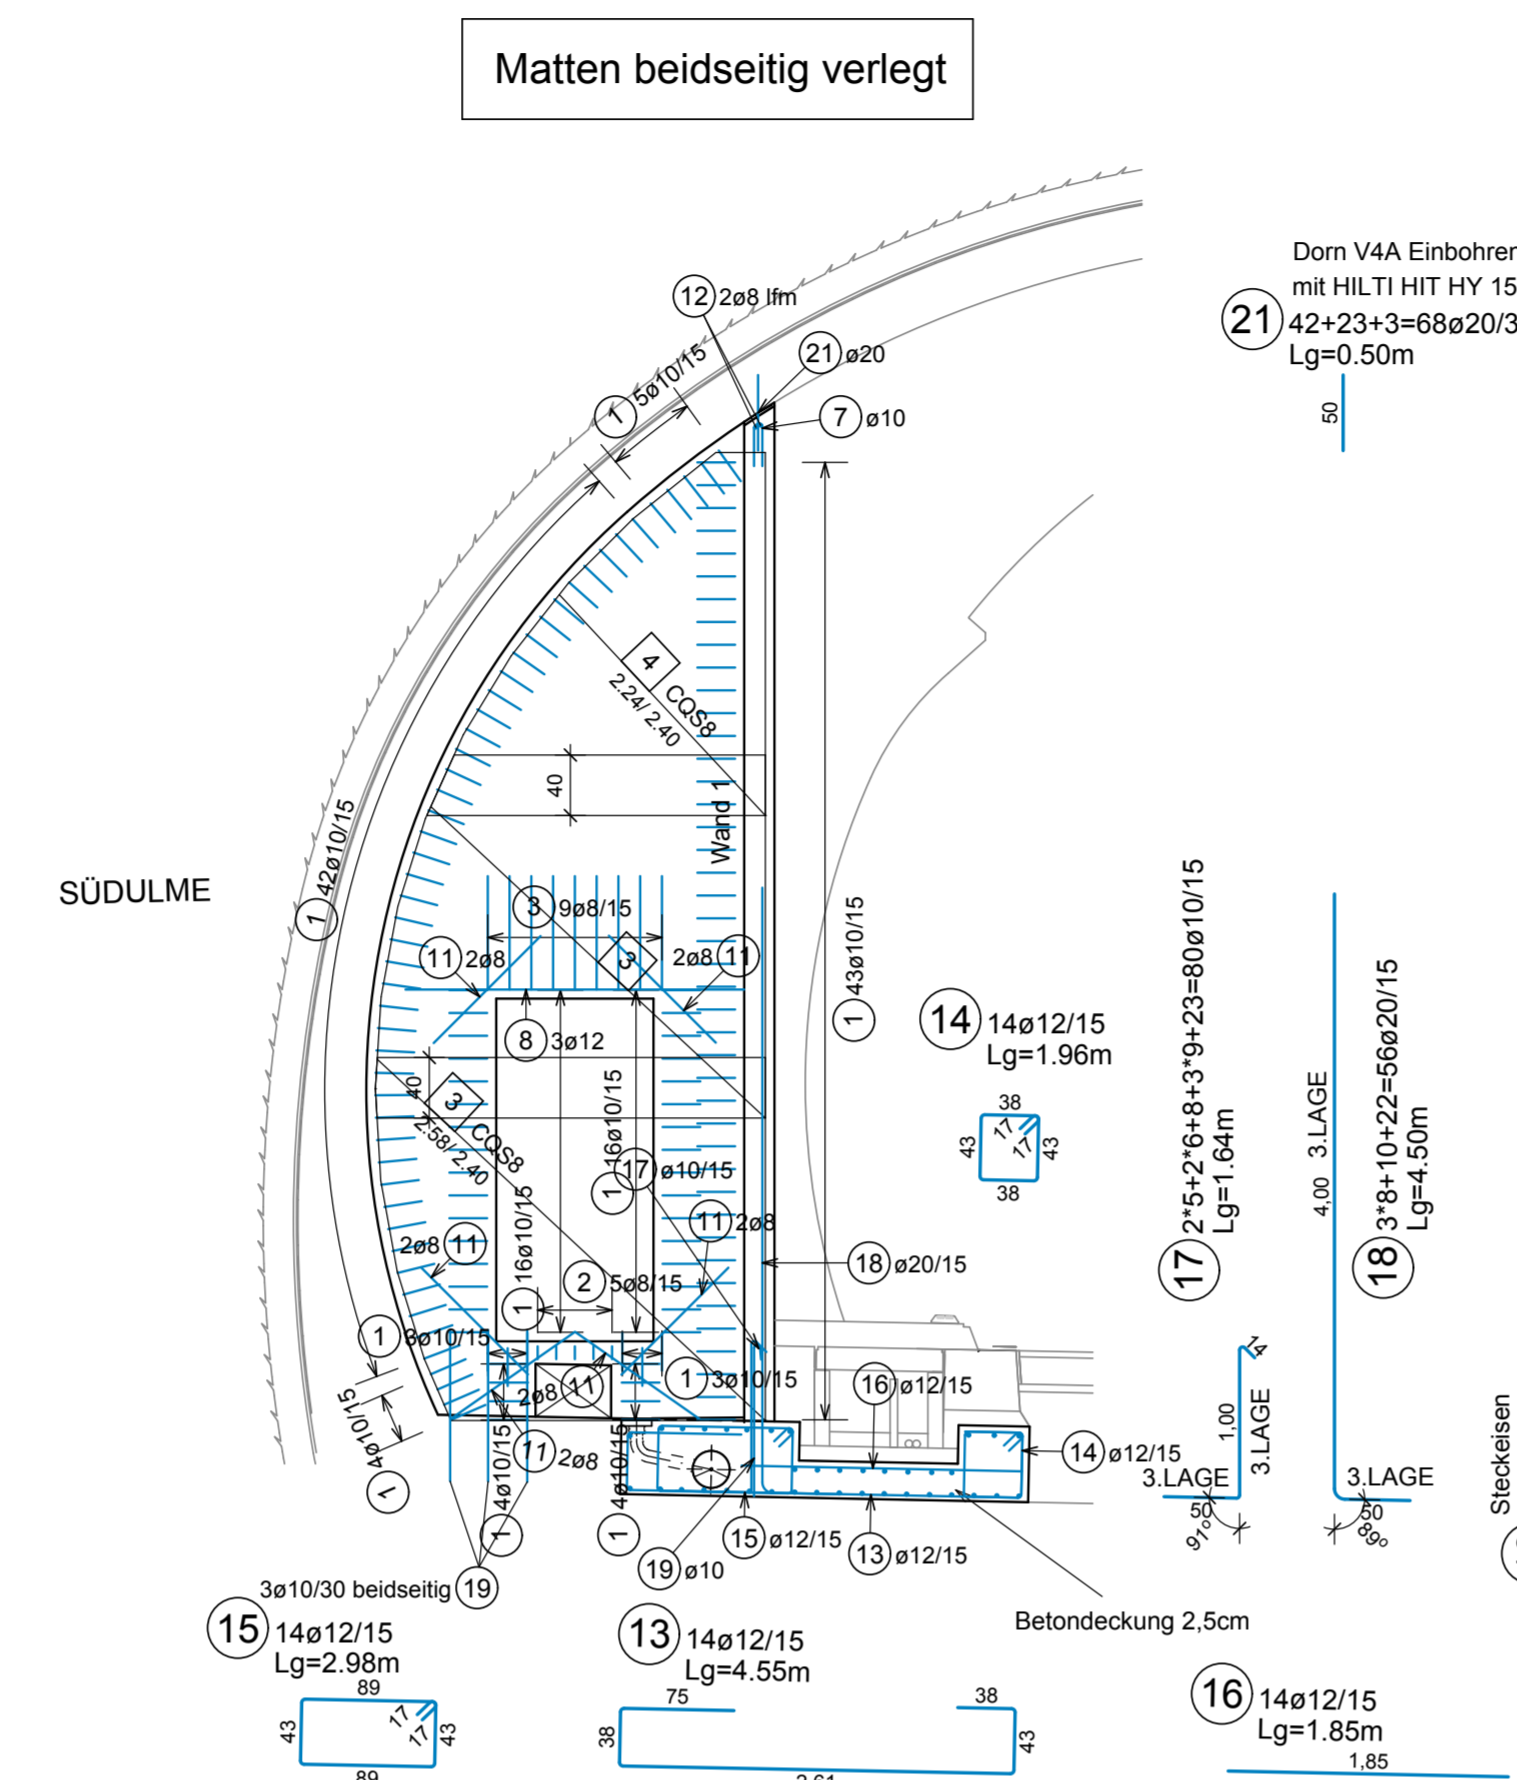 Matten beidseitig verlegt
Dorn V4A Einbohren
mit HILTI HIT HY 15
21 42+23+3=68ø20/3
Lg=0.50m
50
12 2ø8 lfm
21 ø20
7 ø10
1 5ø10/15
4 CQS8
2.24/ 2.40
40
Wand 1
1 42ø10/15
SÜDULME
3 9ø8/15
11 2ø8
3
2ø8 11
8 3ø12
1 43ø10/15
14 14ø12/15
Lg=1.96m
38
43
17
17
43
38
17 2*5+2*6+8+3*9+23=80ø10/15
Lg=1.64m
4,00 3.LAGE
18 3*8+10+22=56ø20/15
Lg=4.50m
40
3 CQS8
2.58/ 2.40
1 16ø10/15
1 16ø10/15
17 ø10/15
11 2ø8
2ø8 11
18 ø20/15
2 5ø8/15
1 3ø10/15
1 3ø10/15
2ø8 11
16 ø12/15
1 4ø10/15
11 2ø8
1 4ø10/15
1 4ø10/15
14 ø12/15
14
1,00
3.LAGE
3.LAGE
50
91°
3.LAGE
50
89°
Steckeisen
15 ø12/15
13 ø12/15
19 ø10
3ø10/30 beidseitig 19
Betondeckung 2,5cm
15 14ø12/15
Lg=2.98m
89
43
17
17
43
89
13 14ø12/15
Lg=4.55m
75
38
38
43
2,61
16 14ø12/15
Lg=1.85m
1,85